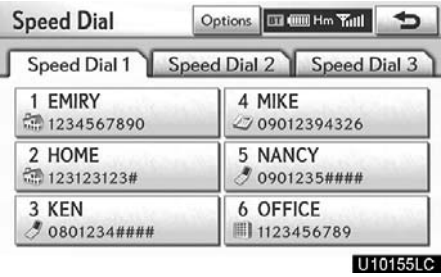 Speed Dial Options BT Hm
Speed Dial 1 Speed Dial 2 Speed Dial 3
1 EMIRY
1234567890
2 HOME
123123123#
3 KEN
0801234####
4 MIKE
09012394326
5 NANCY
0901235####
6 OFFICE
1123456789
U10155LC